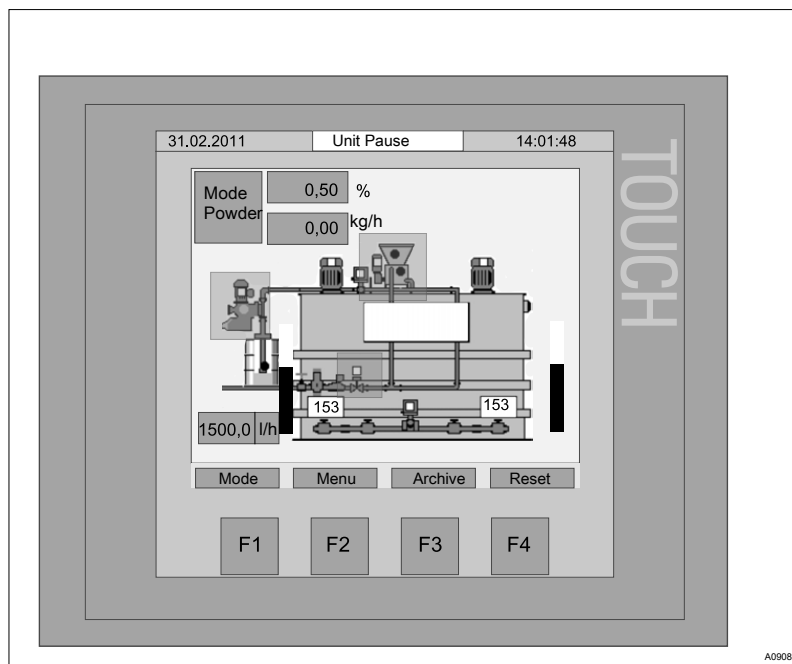 31.02.2011 Unit Pause 14:01:48
Mode
Powder
0,50 %
0,00 kg/h
153 153
1500,0 l/h
Mode Menu Archive Reset
F1 F2 F3 F4
TOUCH
A0908